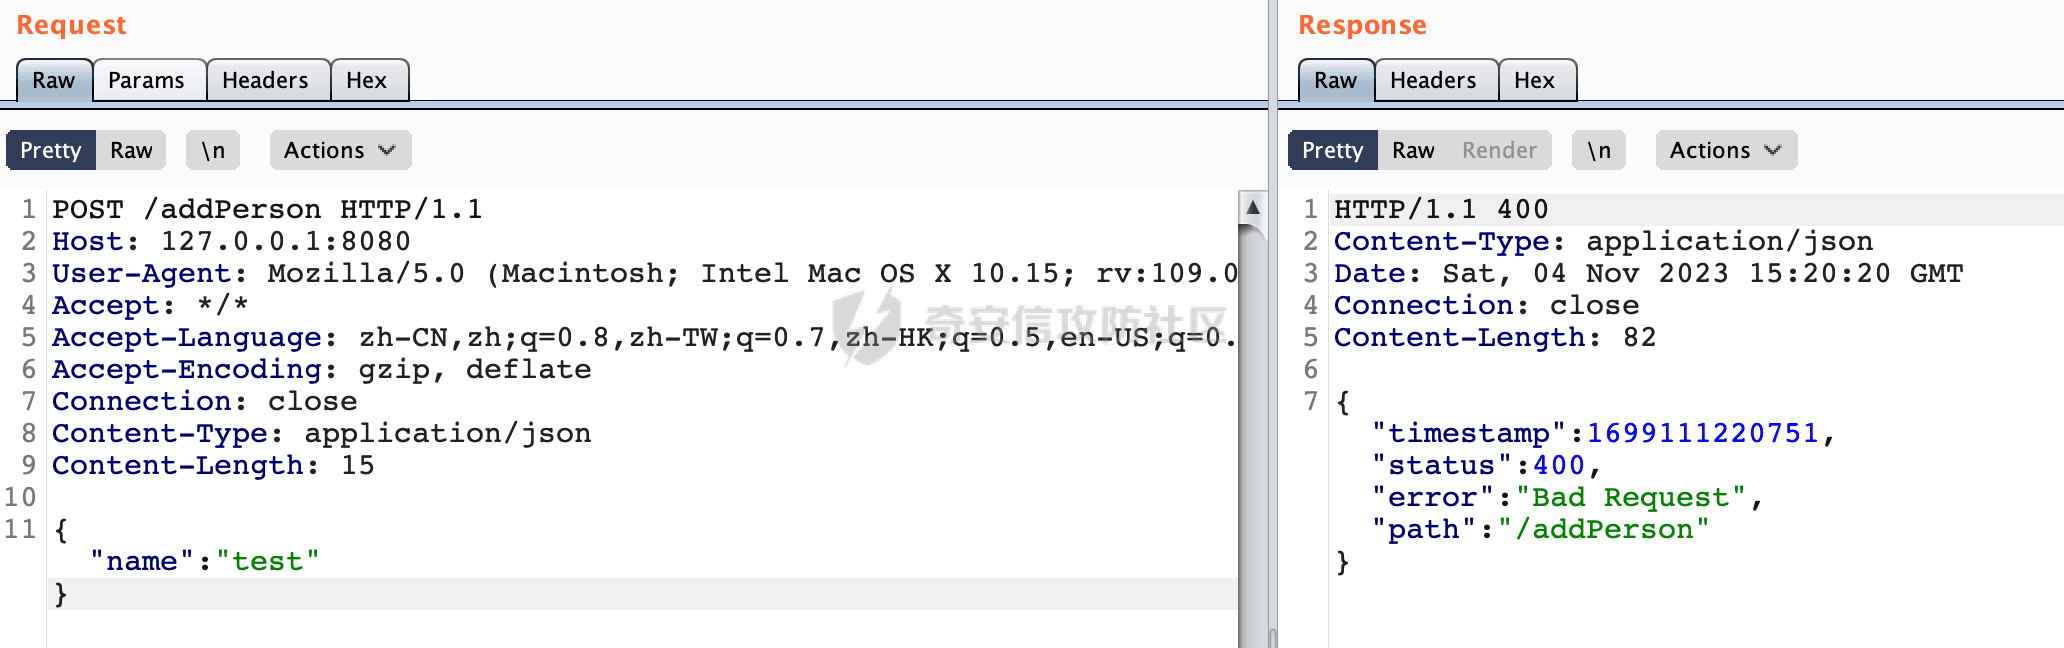 Request
Raw Params Headers Hex
Pretty Raw \n Actions
1 POST /addPerson HTTP/1.1
2 Host: 127.0.0.1:8080
3 User-Agent: Mozilla/5.0 (Macintosh; Intel Mac OS X 10.15; rv:109.0
4 Accept: */*
5 Accept-Language: zh-CN,zh;q=0.8,zh-TW;q=0.7,zh-HK;q=0.5,en-US;q=0.
6 Accept-Encoding: gzip, deflate
7 Connection: close
8 Content-Type: application/json
9 Content-Length: 15
10
11 {
"name":"test"
}
奇安信攻防社区
Response
Raw Headers Hex
Pretty Raw Render \n Actions
1 HTTP/1.1 400
2 Content-Type: application/json
3 Date: Sat, 04 Nov 2023 15:20:20 GMT
4 Connection: close
5 Content-Length: 82
6
7 {
"timestamp":1699111220751,
"status":400,
"error":"Bad Request",
"path":"/addPerson"
}